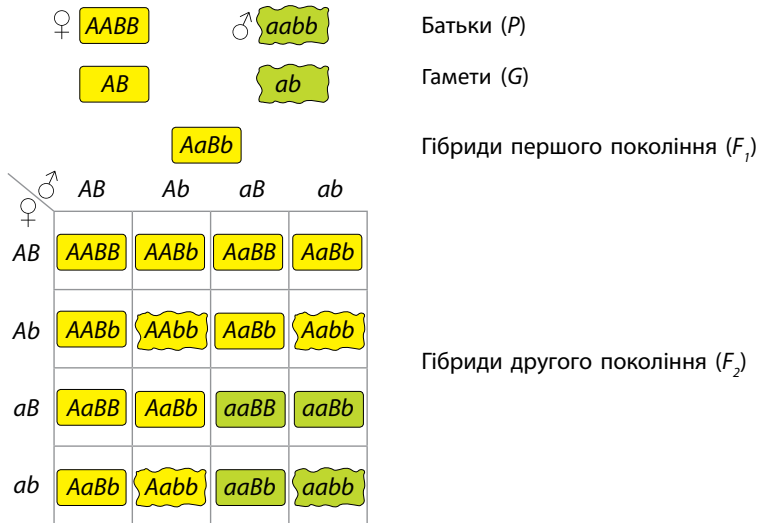 ♀ AABB ♂ aabb Батьки (P)
AB ab Гамети (G)
AaBb Гібриди першого покоління (F₁)
♂ AB Ab aB ab
♀
AB AABB AABb AaBB AaBb
Ab AABb AAbb AaBb Aabb
Гібриди другого покоління (F₂)
aB AaBB AaBb aaBB aaBb
ab AaBb Aabb aaBb aabb